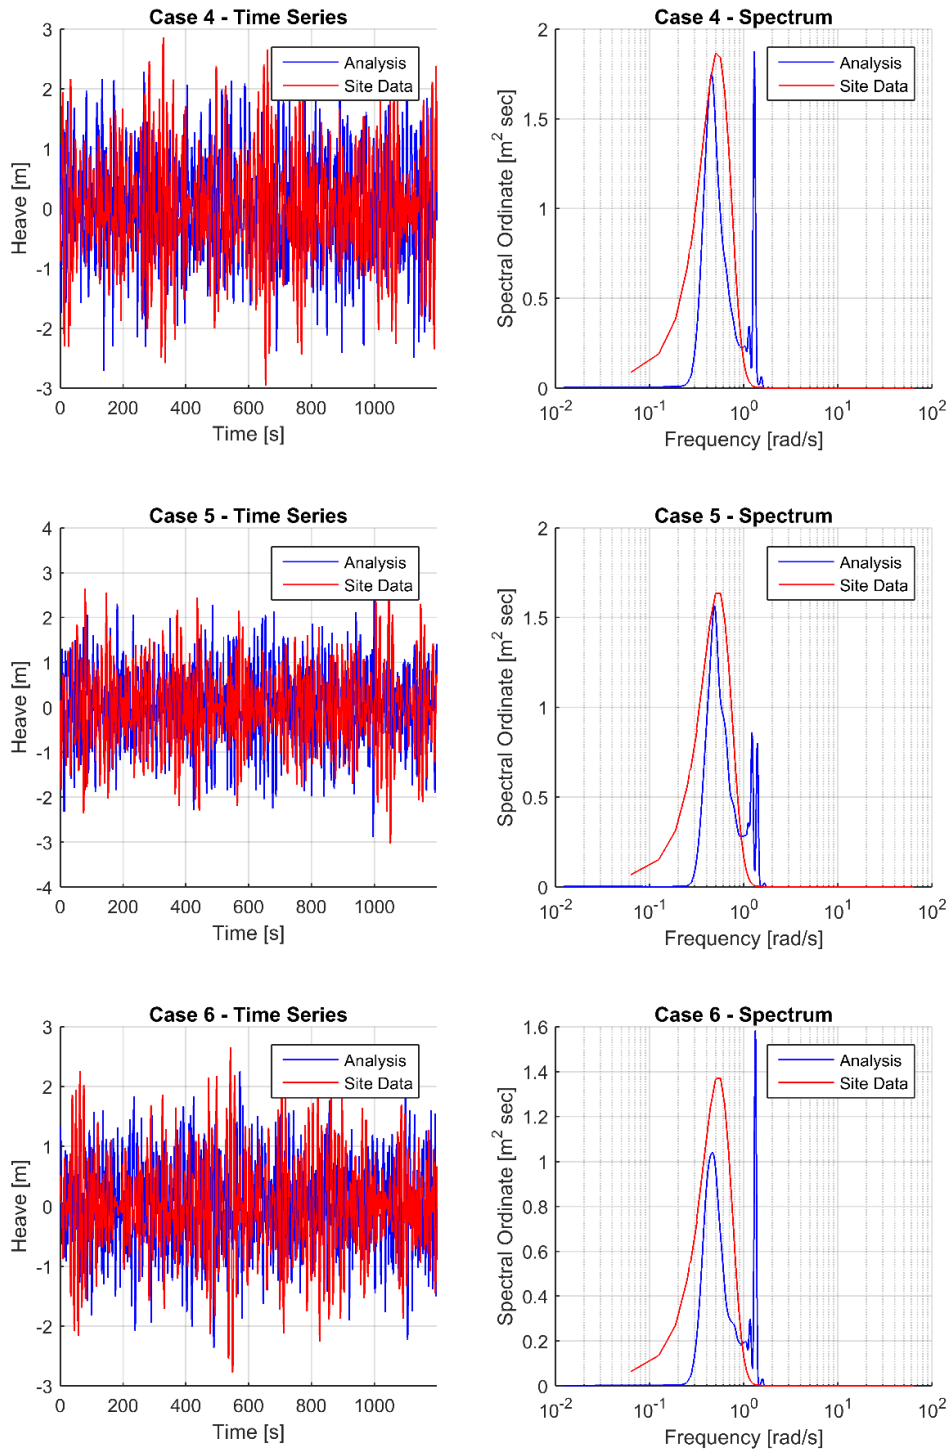 Case 4 - Time Series
3
2
1
0
-1
-2
-3
Heave [m]
Analysis
Site Data
0 200 400 600 800 1000
Time [s]
Case 4 - Spectrum
2
1.5
1
0.5
0
Spectral Ordinate [m² sec]
Analysis
Site Data
10⁻² 10⁻¹ 10⁰ 10¹ 10²
Frequency [rad/s]
Case 5 - Time Series
4
3
2
1
0
-1
-2
-3
-4
Heave [m]
Analysis
Site Data
0 200 400 600 800 1000
Time [s]
Case 5 - Spectrum
2
1.5
1
0.5
0
Spectral Ordinate [m² sec]
Analysis
Site Data
10⁻² 10⁻¹ 10⁰ 10¹ 10²
Frequency [rad/s]
Case 6 - Time Series
3
2
1
0
-1
-2
-3
Heave [m]
Analysis
Site Data
0 200 400 600 800 1000
Time [s]
Case 6 - Spectrum
1.6
1.4
1.2
1
0.8
0.6
0.4
0.2
0
Spectral Ordinate [m² sec]
Analysis
Site Data
10⁻² 10⁻¹ 10⁰ 10¹ 10²
Frequency [rad/s]